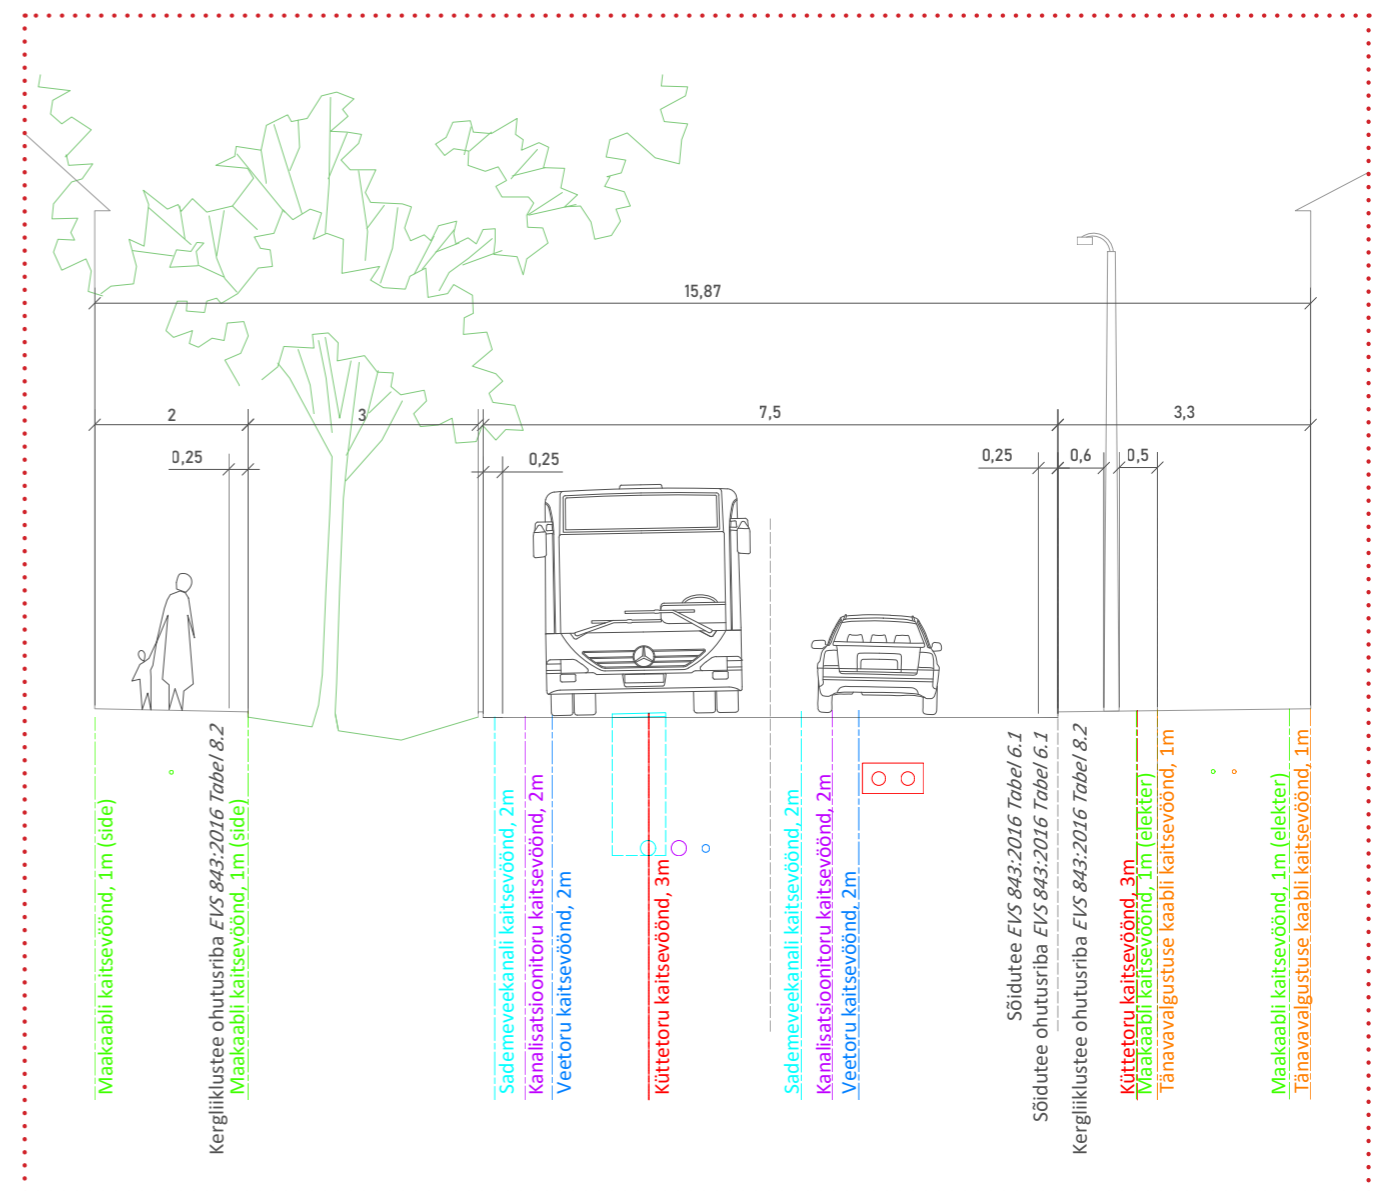 15,87
2
3
7,5
3,3
0,25
0,25
0,25
0,6
0,5
Maakaabli kaitsevöönd, 1m (side)
Kergliiklustee ohutusriba EVS 843:2016 Tabel 8.2
Maakaabli kaitsevöönd, 1m (side)
Sademeveekanali kaitsevöönd, 2m
Kanalisatsioonitoru kaitsevöönd, 2m
Veetoru kaitsevöönd, 2m
Küttetoru kaitsevöönd, 3m
Sademeveekanali kaitsevöönd, 2m
Kanalisatsioonitoru kaitsevöönd, 2m
Veetoru kaitsevöönd, 2m
Sõidutee EVS 843:2016 Tabel 6.1
Sõidutee ohutusriba EVS 843:2016 Tabel 6.1
Kergliiklustee ohutusriba EVS 843:2016 Tabel 8.2
Küttetoru kaitsevöönd, 3m
Maakaabli kaitsevöönd, 1m (elekter)
Tänavavalgustuse kaabli kaitsevöönd, 1m
Maakaabli kaitsevöönd, 1m (elekter)
Tänavavalgustuse kaabli kaitsevöönd, 1m